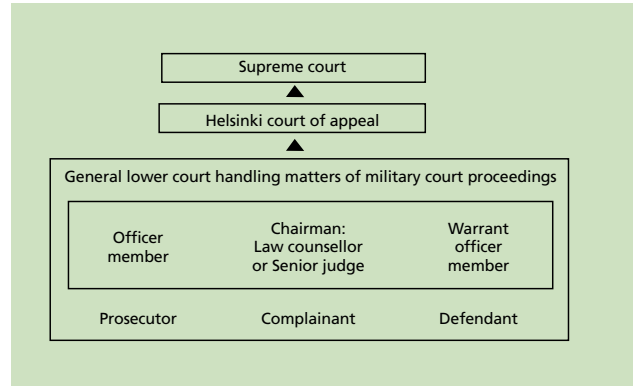 Supreme court
Helsinki court of appeal
General lower court handling matters of military court proceedings
Officer
member
Chairman:
Law counsellor
or Senior judge
Warrant
officer
member
Prosecutor
Complainant
Defendant